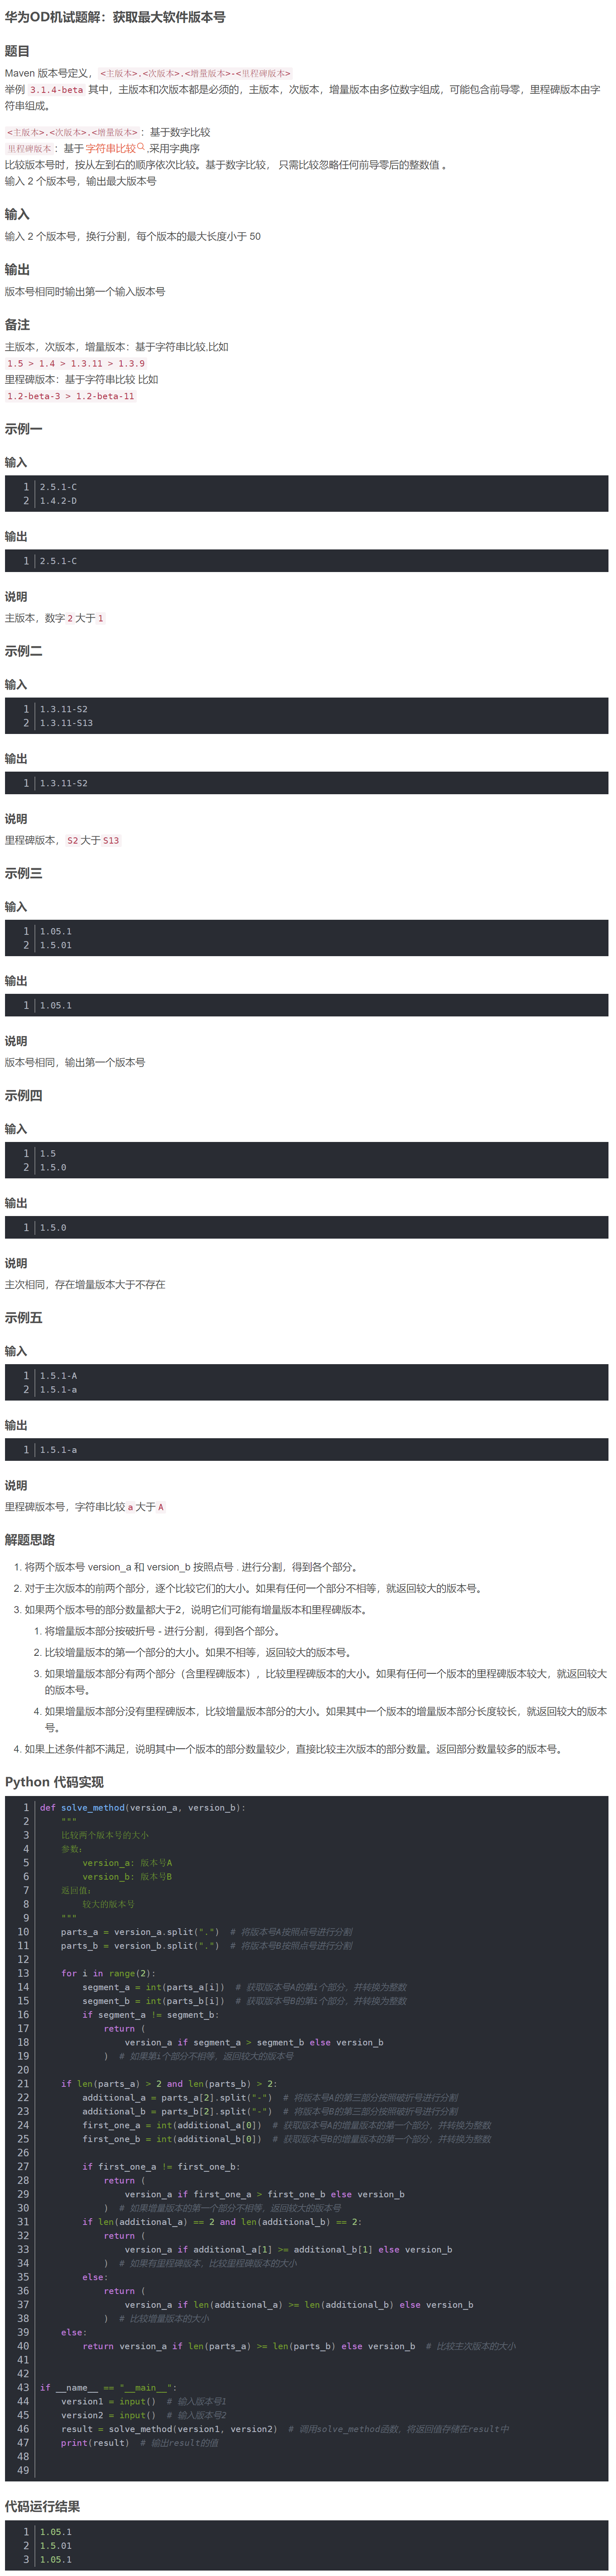 华为OD机试题解：获取最大软件版本号
题目
Maven 版本号定义，<主版本>.<次版本>.<增量版本>-<里程碑版本>
举例 3.1.4-beta 其中，主版本和次版本都是必须的，主版本，次版本，增量版本由多位数字组成，可能包含前导零，里程碑版本由字
符串组成。
<主版本>.<次版本>.<增量版本>：基于数字比较
里程碑版本：基于字符串比较,采用字典序
比较版本号时，按从左到右的顺序依次比较。基于数字比较， 只需比较忽略任何前导零后的整数值 。
输入 2 个版本号，输出最大版本号
输入
输入 2 个版本号，换行分割，每个版本的最大长度小于 50
输出
版本号相同时输出第一个输入版本号
备注
主版本，次版本，增量版本：基于字符串比较,比如
1.5 > 1.4 > 1.3.11 > 1.3.9
里程碑版本：基于字符串比较 比如
1.2-beta-3 > 1.2-beta-11
示例一
输入
1 2.5.1-C
2 1.4.2-D
输出
1 2.5.1-C
说明
主版本，数字 2 大于 1
示例二
输入
1 1.3.11-S2
2 1.3.11-S13
输出
1 1.3.11-S2
说明
里程碑版本，S2 大于 S13
示例三
输入
1 1.05.1
2 1.5.01
输出
1 1.05.1
说明
版本号相同，输出第一个版本号
示例四
输入
1 1.5
2 1.5.0
输出
1 1.5.0
说明
主次相同，存在增量版本大于不存在
示例五
输入
1 1.5.1-A
2 1.5.1-a
输出
1 1.5.1-a
说明
里程碑版本号，字符串比较 a 大于 A
解题思路
1. 将两个版本号 version_a 和 version_b 按照点号 . 进行分割，得到各个部分。
2. 对于主次版本的前两个部分，逐个比较它们的大小。如果有任何一个部分不相等，就返回较大的版本号。
3. 如果两个版本号的部分数量都大于2，说明它们可能有增量版本和里程碑版本。
1. 将增量版本部分按破折号 - 进行分割，得到各个部分。
2. 比较增量版本的第一个部分的大小。如果不相等，返回较大的版本号。
3. 如果增量版本部分有两个部分（含里程碑版本），比较里程碑版本的大小。如果有任何一个版本的里程碑版本较大，就返回较大
的版本号。
4. 如果增量版本部分没有里程碑版本，比较增量版本部分的大小。如果其中一个版本的增量版本部分长度较长，就返回较大的版本
号。
4. 如果上述条件都不满足，说明其中一个版本的部分数量较少，直接比较主次版本的部分数量。返回部分数量较多的版本号。
Python 代码实现
1 def solve_method(version_a, version_b):
2     """
3     比较两个版本号的大小
4     参数：
5         version_a: 版本号A
6         version_b: 版本号B
7     返回值：
8         较大的版本号
9     """
10     parts_a = version_a.split(".")  # 将版本号A按照点号进行分割
11     parts_b = version_b.split(".")  # 将版本号B按照点号进行分割
12
13     for i in range(2):
14         segment_a = int(parts_a[i])  # 获取版本号A的第i个部分，并转换为整数
15         segment_b = int(parts_b[i])  # 获取版本号B的第i个部分，并转换为整数
16         if segment_a != segment_b:
17             return (
18                 version_a if segment_a > segment_b else version_b
19             )  # 如果第i个部分不相等，返回较大的版本号
20
21     if len(parts_a) > 2 and len(parts_b) > 2:
22         additional_a = parts_a[2].split("-")  # 将版本号A的第三部分按照破折号进行分割
23         additional_b = parts_b[2].split("-")  # 将版本号B的第三部分按照破折号进行分割
24         first_one_a = int(additional_a[0])  # 获取版本号A的增量版本的第一个部分，并转换为整数
25         first_one_b = int(additional_b[0])  # 获取版本号B的增量版本的第一个部分，并转换为整数
26
27         if first_one_a != first_one_b:
28             return (
29                 version_a if first_one_a > first_one_b else version_b
30             )  # 如果增量版本的第一个部分不相等，返回较大的版本号
31         if len(additional_a) == 2 and len(additional_b) == 2:
32             return (
33                 version_a if additional_a[1] >= additional_b[1] else version_b
34             )  # 如果有里程碑版本，比较里程碑版本的大小
35         else:
36             return (
37                 version_a if len(additional_a) >= len(additional_b) else version_b
38             )  # 比较增量版本的大小
39     else:
40         return version_a if len(parts_a) >= len(parts_b) else version_b  # 比较主次版本的大小
41
42
43 if __name__ == "__main__":
44     version1 = input()  # 输入版本号1
45     version2 = input()  # 输入版本号2
46     result = solve_method(version1, version2)  # 调用solve_method函数，将返回值存储在result中
47     print(result)  # 输出result的值
48
49
代码运行结果
1 1.05.1
2 1.5.01
3 1.05.1